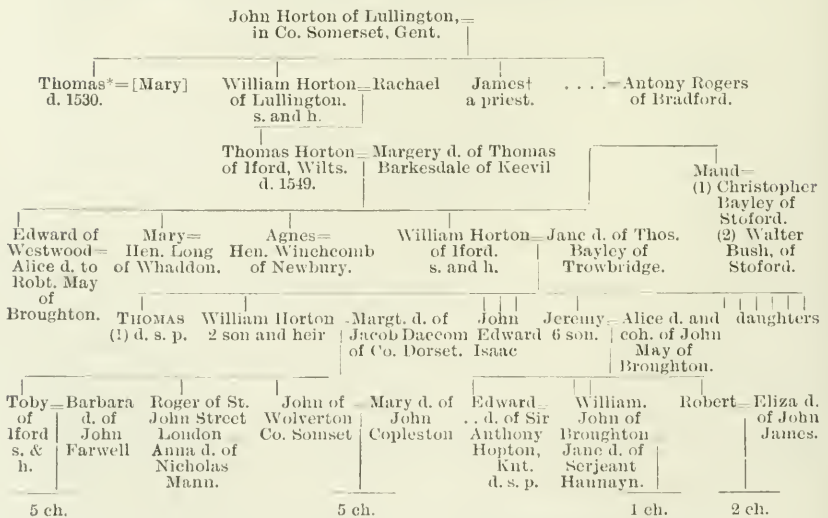 John Horton of Lullington,=
in Co. Somerset, Gent.
Thomas*=[Mary]
d. 1530.
William Horton=Rachael
of Lullington.
s. and h.
James†
a priest.
. . . .=Antony Rogers
of Bradford.
Thomas Horton=Margery d. of Thomas
of Iford, Wilts. Barkesdale of Keevil
d. 1549.
Maud=
(1) Christopher
Bayley of
Stoford.
(2) Walter
Bush, of
Stoford.
Edward of
Westwood=
Alice d. to
Robt. May
of
Broughton.
Mary=
Hen. Long
of Whaddon.
Agnes=
Hen. Winchcomb
of Newbury.
William Horton=Jane d. of Thos.
of Iford. Bayley of
s. and h. Trowbridge.
THOMAS
(1) d. s. p.
William Horton
2 son and heir
Margt. d. of
Jacob Daccom
of Co. Dorset.
John
Edward
Isaac
Jeremy=Alice d. and
6 son. coh. of John
May of
Broughton.
daughters
Toby=Barbara
of d. of
Iford John
s. & Farwell
h.
Roger of St.
John Street
London
Anna d. of
Nicholas
Mann.
John of=Mary d. of
Wolverton John
Co. Somset Copleston
Edward=
. . d. of Sir
Anthony
Hopton,
Knt.
d. s. p.
William.
John of
Broughton
Jane d. of
Serjeant
Hannayn.
Robert=Eliza d.
of John
James.
5 ch. 5 ch. 1 ch. 2 ch.